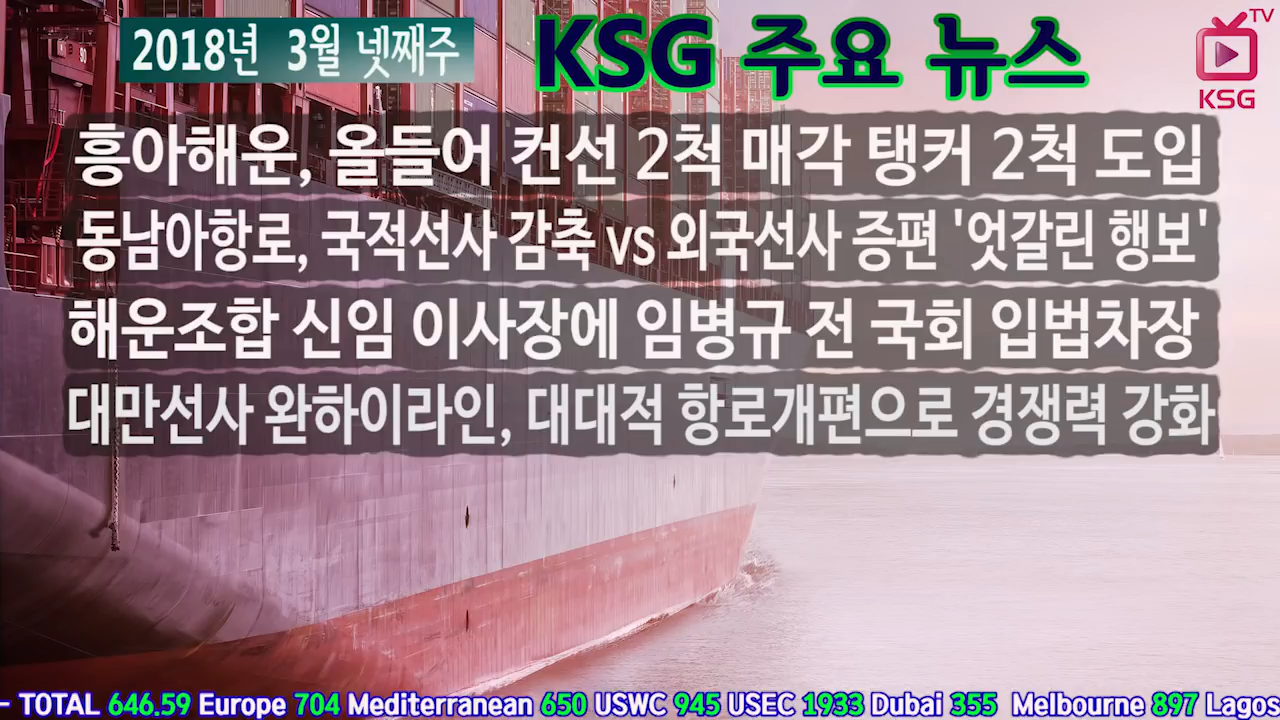 2018년 3월 넷째주
KSG 주요 뉴스
TV
KSG
흥아해운, 올들어 컨선 2척 매각 탱커 2척 도입
동남아항로, 국적선사 감축 vs 외국선사 증편 '엇갈린 행보'
해운조합 신임 이사장에 임병규 전 국회 입법차장
대만선사 완하이라인, 대대적 항로개편으로 경쟁력 강화
- TOTAL 646.59 Europe 704 Mediterranean 650 USWC 945 USEC 1933 Dubai 355 Melbourne 897 Lagos